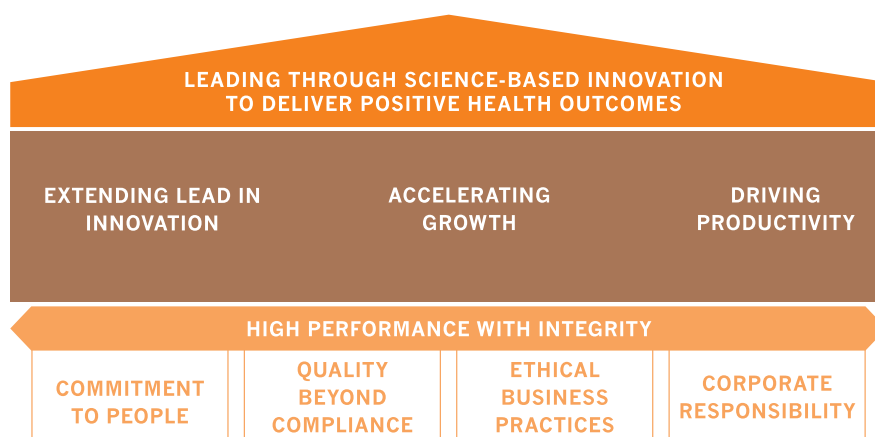 LEADING THROUGH SCIENCE-BASED INNOVATION
TO DELIVER POSITIVE HEALTH OUTCOMES
EXTENDING LEAD IN
INNOVATION
ACCELERATING
GROWTH
DRIVING
PRODUCTIVITY
HIGH PERFORMANCE WITH INTEGRITY
COMMITMENT
TO PEOPLE
QUALITY
BEYOND
COMPLIANCE
ETHICAL
BUSINESS
PRACTICES
CORPORATE
RESPONSIBILITY